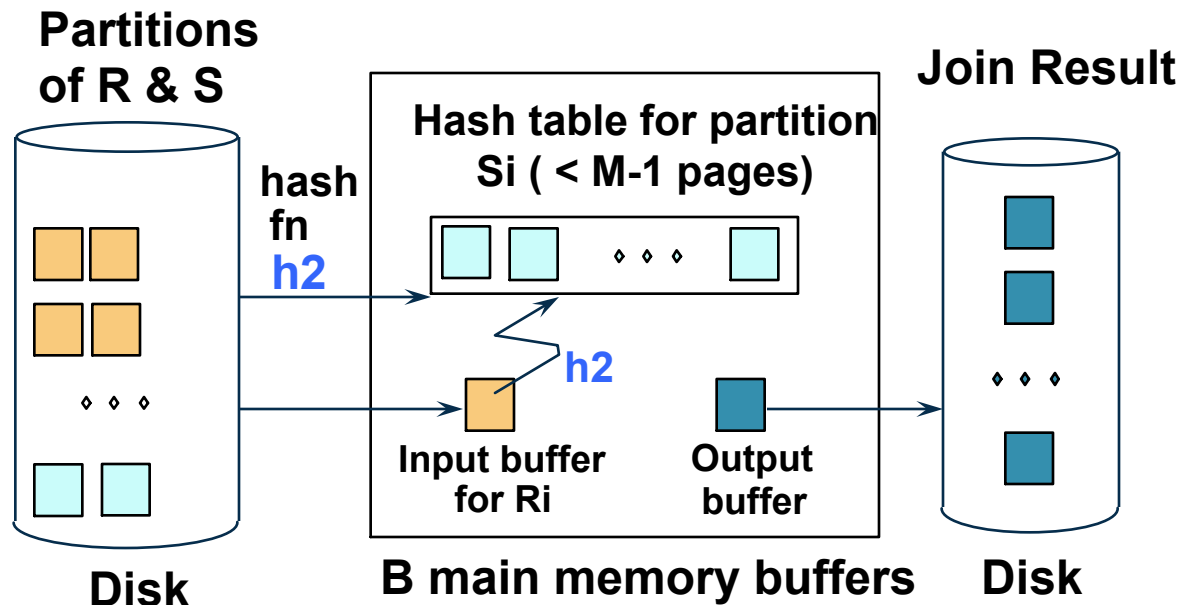 Partitions
of R & S
hash
fn
h2
Hash table for partition
Si ( < M-1 pages)
h2
Input buffer
for Ri
Output
buffer
Join Result
Disk
B main memory buffers
Disk